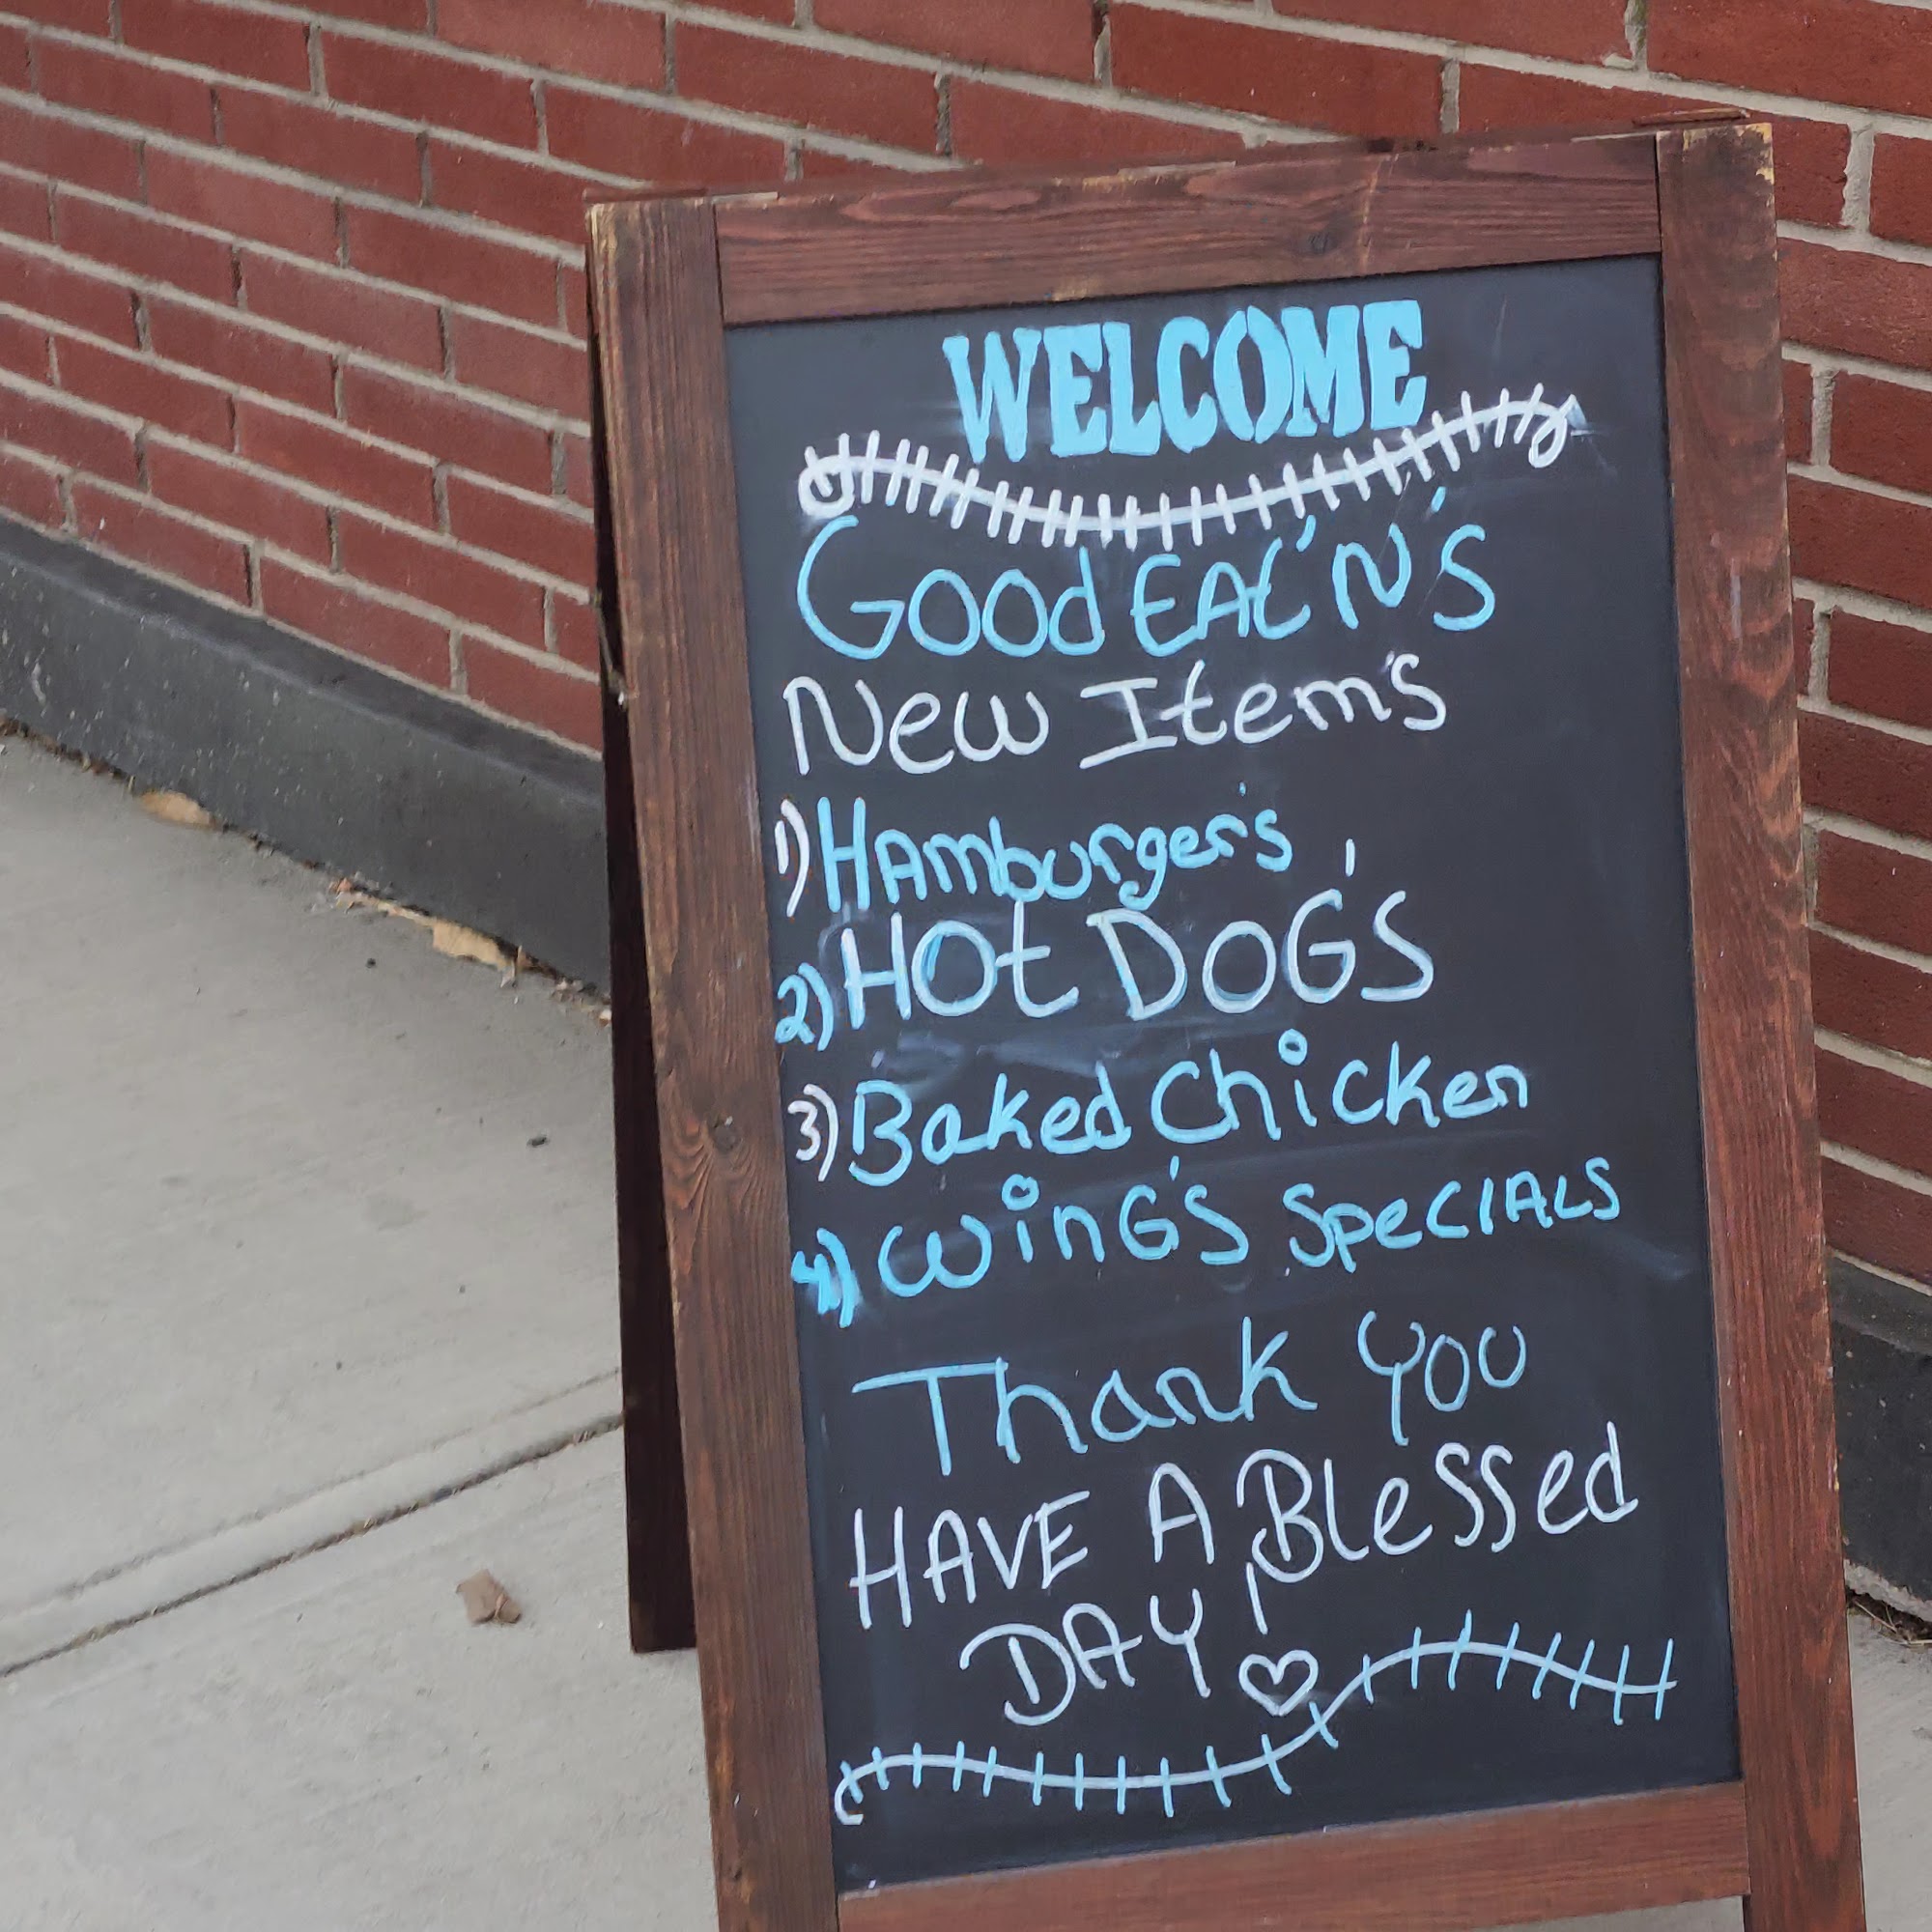 WELCOME
Good EAt'N'S
New Item'S
1) HAmburger's
2) HOt DOG'S
3) Baked Chicken
4) WinG'S SpeCIALS
Thank YOU
HAVE A BLeSSed
DAY!